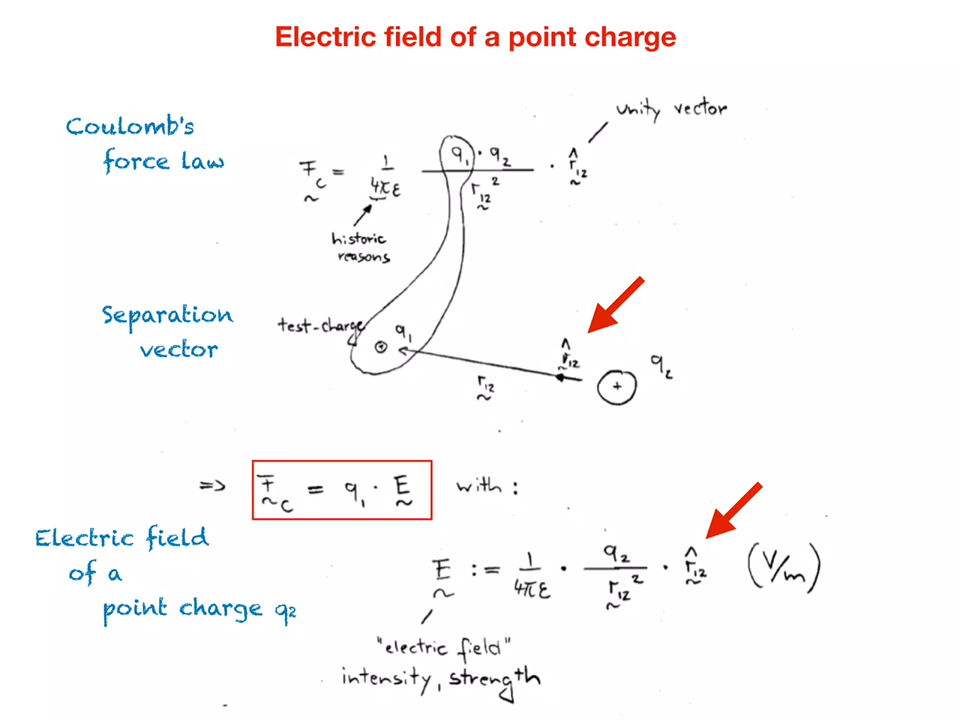 Electric field of a point charge
unity vector
Coulomb's
force law
F_C = 1/4πε q₁ · q₂ / r₁₂² · r̂₁₂
historic
reasons
Separation
vector
test-charge
q₁
r̂₁₂
q₂
r₁₂
+
=> F_C = q₁ · E with:
Electric field
of a
point charge q₂
E := 1/4πε · q₂ / r₁₂² · r̂₁₂ (V/m)
"electric field"
intensity, strength